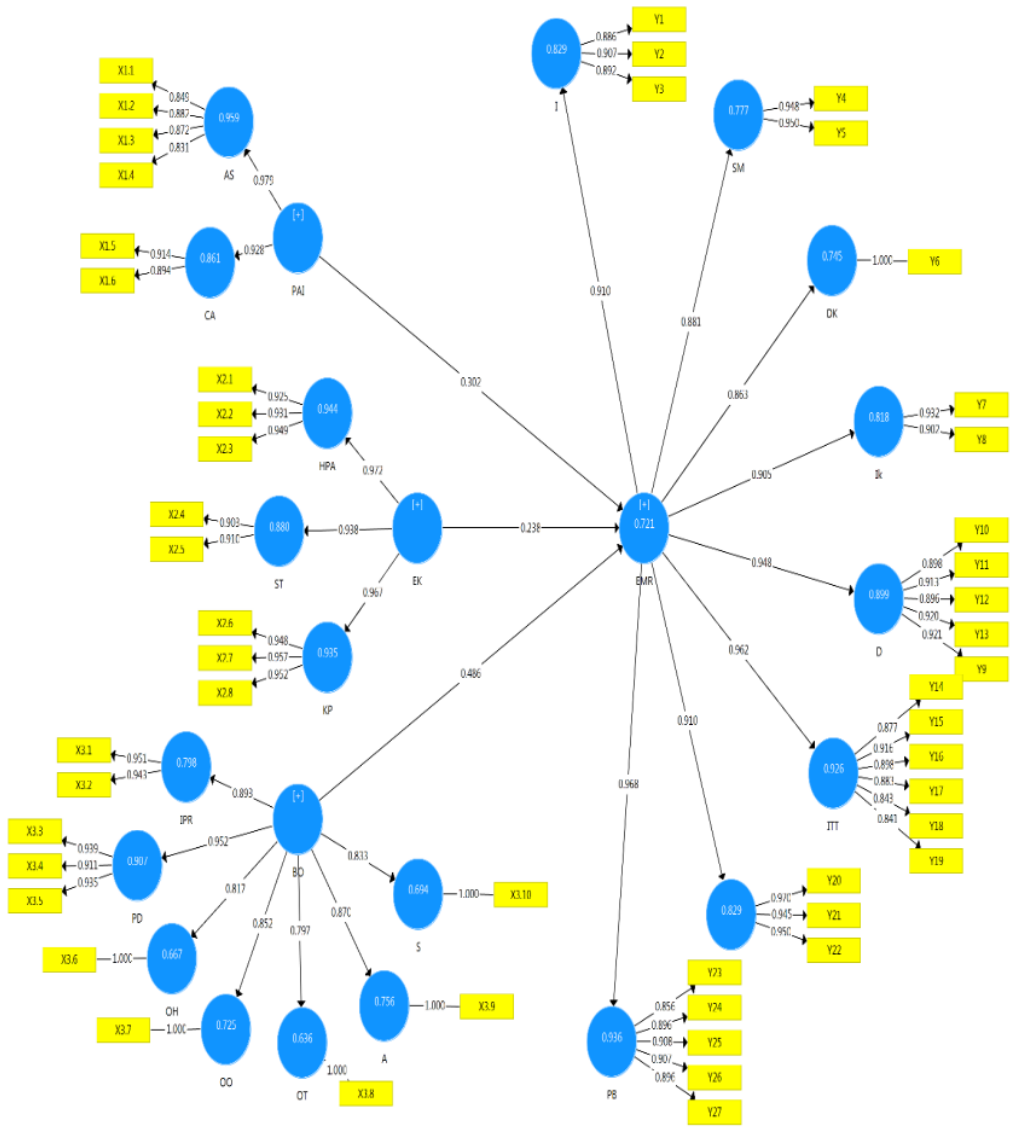 Y1
0.886
0.829
0.907
Y2
0.892
Y3
I
X1.1
0.849
X1.2
0.887
0.959
X1.3
0.872
0.831
X1.4
AS
0.777
0.948
Y4
0.950
Y5
SM
0.979
[+]
PAI
X1.5
0.914
0.861
0.928
X1.6
0.894
CA
0.745
1.000
Y6
DK
0.910
0.881
0.302
0.863
X2.1
0.925
X2.2
0.931
0.944
X2.3
0.949
HPA
0.972
0.818
0.932
Y7
0.902
Y8
Ik
0.905
X2.4
0.903
0.880
0.938
X2.5
0.910
ST
[+]
EK
0.238
[+]
0.721
EMR
0.967
0.948
Y10
0.898
Y11
0.913
0.899
0.896
Y12
0.920
Y13
0.921
Y9
D
X2.6
0.948
X2.7
0.957
0.935
X2.8
0.952
KP
0.486
0.962
Y14
0.877
Y15
0.916
0.926
0.898
Y16
0.883
Y17
0.843
Y18
0.841
Y19
ITT
0.910
0.968
X3.1
0.951
0.798
X3.2
0.943
IPR
0.893
[+]
BO
X3.3
0.939
0.907
X3.4
0.911
X3.5
0.935
PD
0.952
0.833
0.694
1.000
X3.10
S
0.817
0.852
0.797
0.870
X3.6
1.000
0.667
OH
X3.7
1.000
0.725
OO
0.636
OT
1.000
X3.8
0.756
1.000
X3.9
A
0.829
0.970
Y20
0.945
Y21
0.950
Y22
Y23
0.856
Y24
0.896
0.936
0.908
Y25
0.907
Y26
0.896
Y27
PB